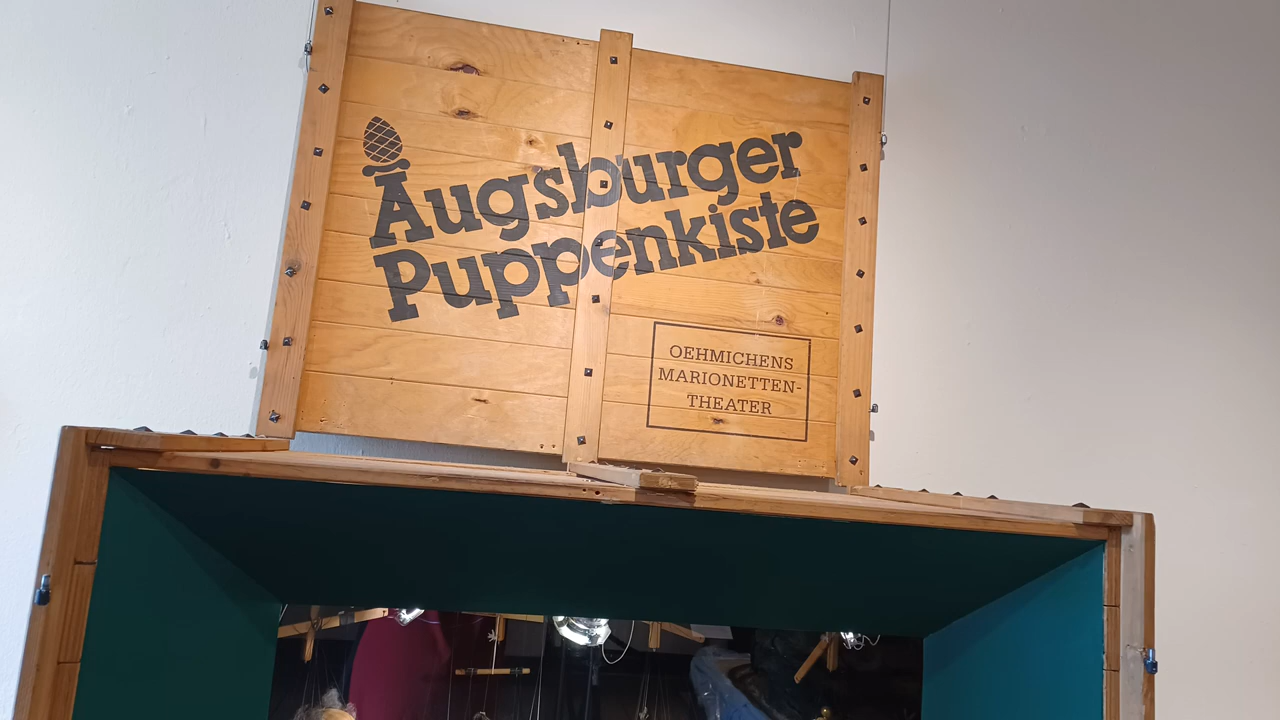 Augsburger
Puppenkiste
OEHMICHENS
MARIONETTEN-
THEATER